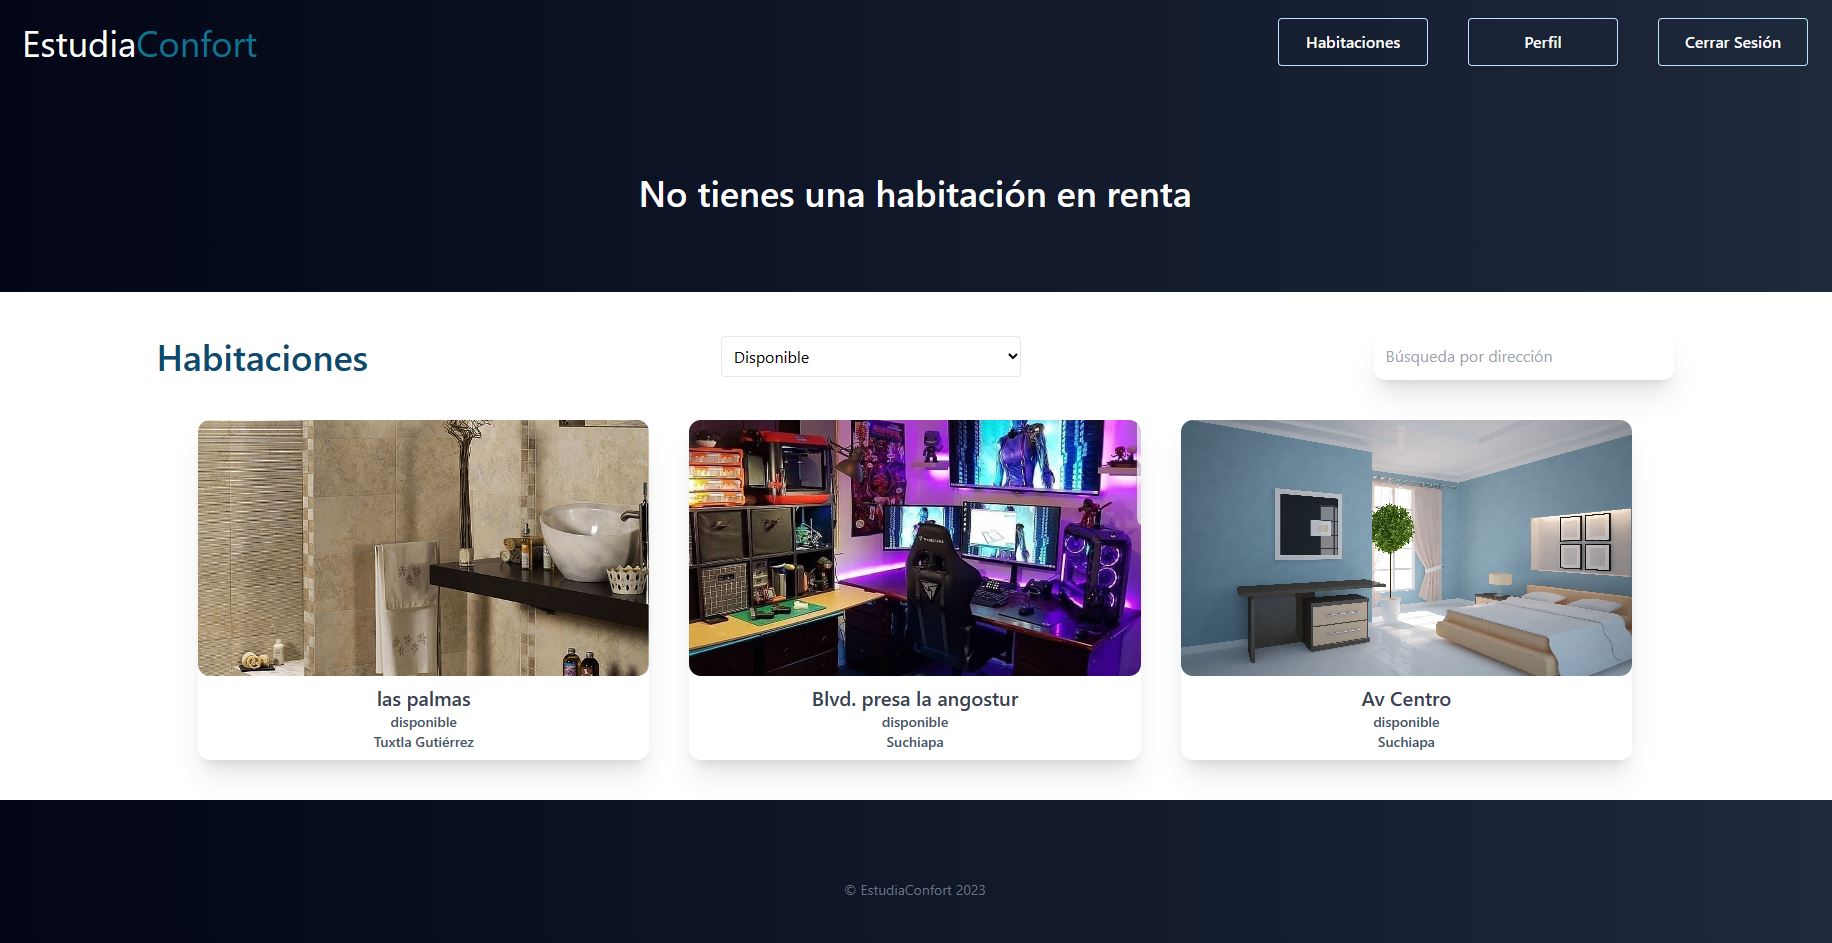 EstudiaConfort
Habitaciones
Perfil
Cerrar Sesión
No tienes una habitación en renta
Habitaciones
Disponible
Búsqueda por dirección
las palmas
disponible
Tuxtla Gutiérrez
Blvd. presa la angostur
disponible
Suchiapa
Av Centro
disponible
Suchiapa
© EstudiaConfort 2023